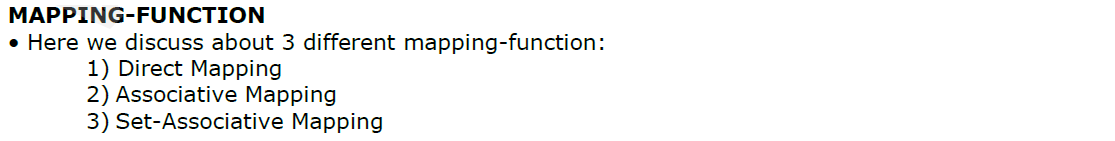 MAPPING-FUNCTION
• Here we discuss about 3 different mapping-function:
1) Direct Mapping
2) Associative Mapping
3) Set-Associative Mapping